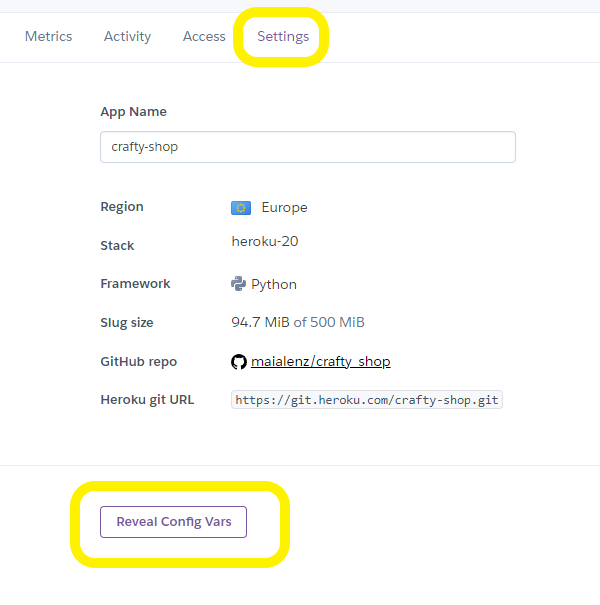 Metrics Activity Access Settings
App Name
crafty-shop
Region Europe
Stack heroku-20
Framework Python
Slug size 94.7 MiB of 500 MiB
GitHub repo maialenz/crafty_shop
Heroku git URL https://git.heroku.com/crafty-shop.git
Reveal Config Vars